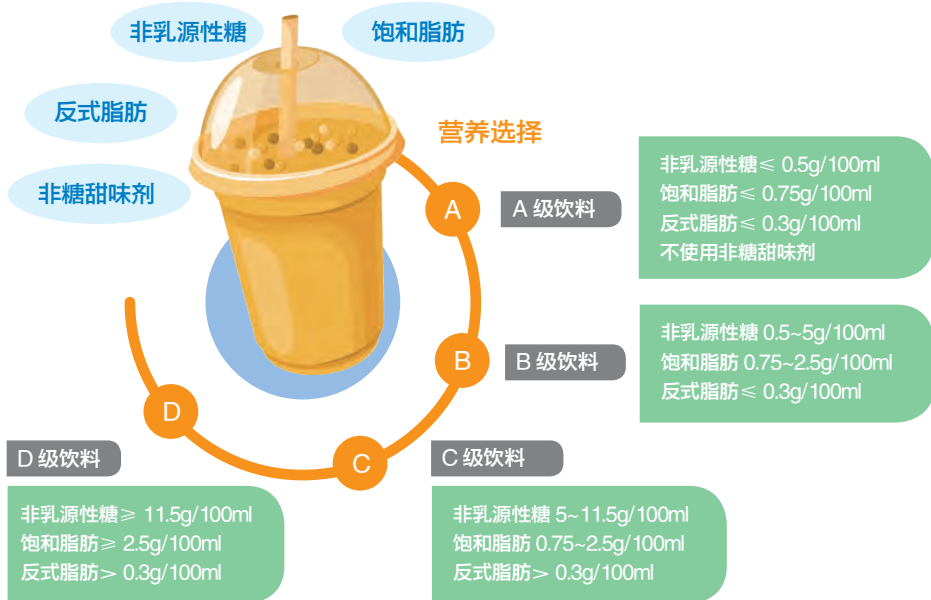 非乳源性糖
饱和脂肪
反式脂肪
非糖甜味剂
营养选择
A
A 级饮料
非乳源性糖≤ 0.5g/100ml
饱和脂肪≤ 0.75g/100ml
反式脂肪≤ 0.3g/100ml
不使用非糖甜味剂
B
B 级饮料
非乳源性糖 0.5~5g/100ml
饱和脂肪 0.75~2.5g/100ml
反式脂肪≤ 0.3g/100ml
C
C 级饮料
非乳源性糖 5~11.5g/100ml
饱和脂肪 0.75~2.5g/100ml
反式脂肪> 0.3g/100ml
D
D 级饮料
非乳源性糖≥ 11.5g/100ml
饱和脂肪≥ 2.5g/100ml
反式脂肪> 0.3g/100ml